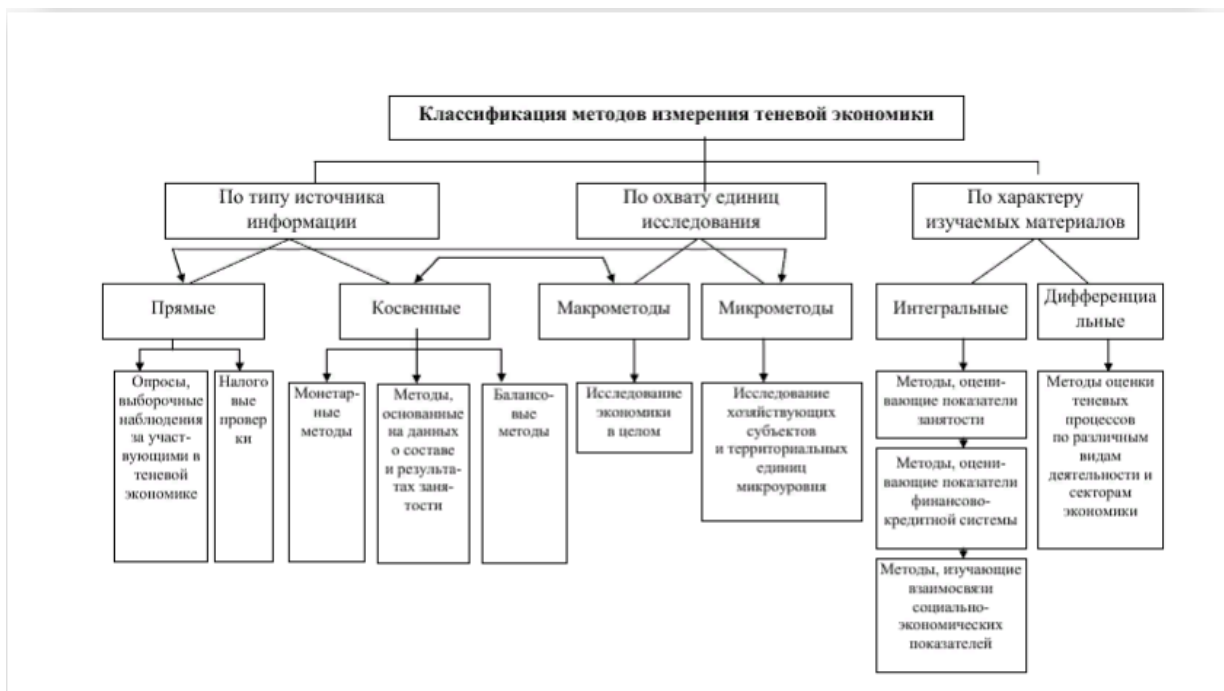 Классификация методов измерения теневой экономики
По типу источника
информации
По охвату единиц
исследования
По характеру
изучаемых материалов
Прямые
Косвенные
Макрометоды
Микрометоды
Интегральные
Дифференциа
льные
Опросы,
выборочные
наблюдения
за участ-
вующими в
теневой
экономике
Налого
вые
проверк
и
Монетар-
ные
методы
Методы,
основанные
на данных
о составе
и результа-
тах заня-
тости
Балансо-
вые
методы
Исследование
экономики
в целом
Исследование
хозяйствующих
субъектов
и территориальных
единиц
микроуровня
Методы, оцени-
вающие показатели
занятости
Методы, оцени-
вающие показатели
финансово-
кредитной системы
Методы, изучающие
взаимосвязи
социально-
экономических
показателей
Методы оценки
теневых
процессов
по различным
видам
деятельности и
секторам
экономики